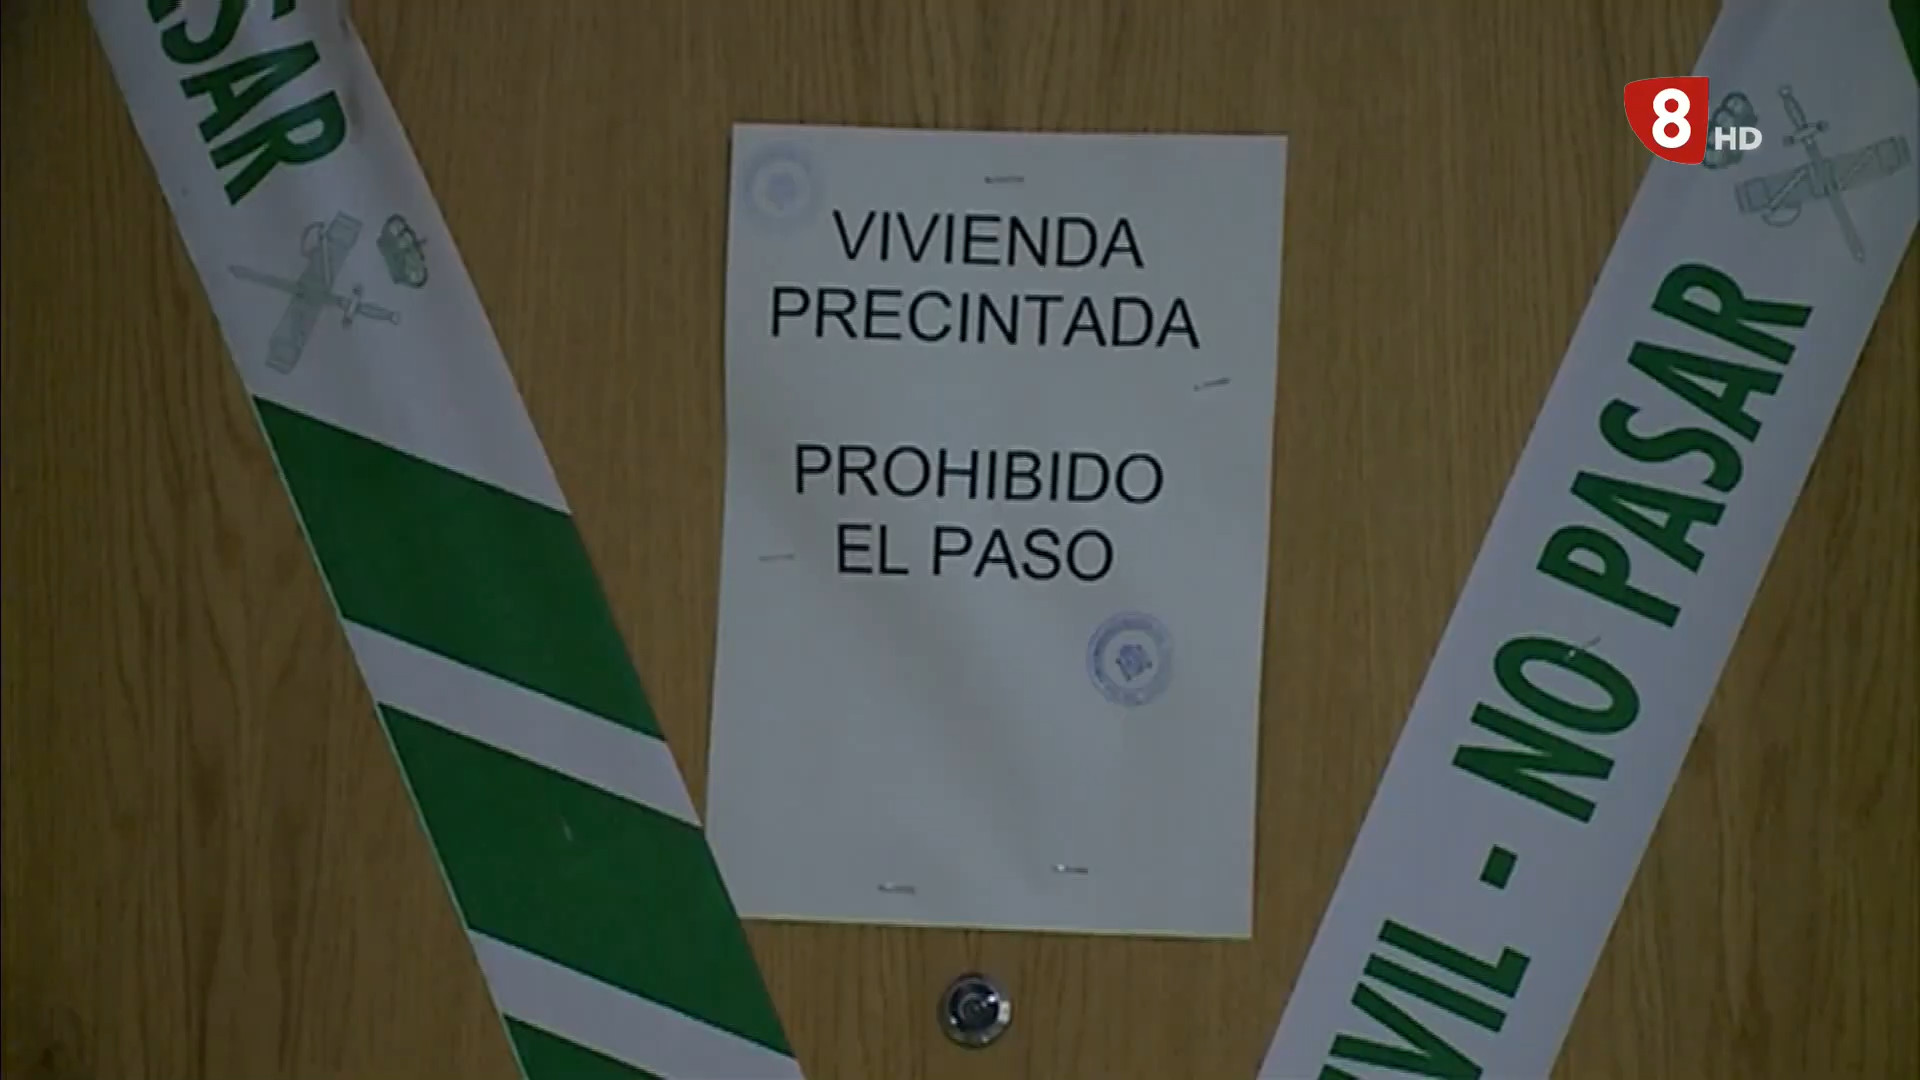 SAR
8 HD
VIVIENDA
PRECINTADA
PROHIBIDO
EL PASO
VIL - NO PASAR